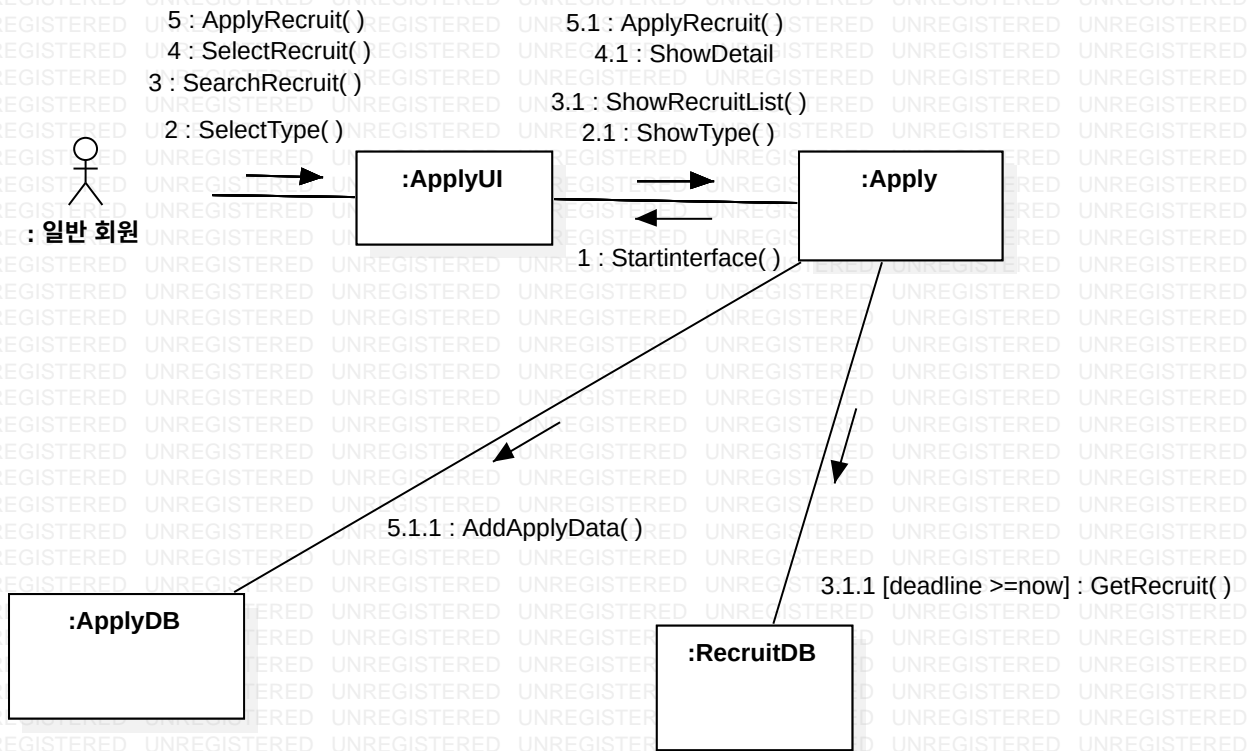 5 : ApplyRecruit( )
4 : SelectRecruit( )
3 : SearchRecruit( )
2 : SelectType( )
5.1 : ApplyRecruit( )
4.1 : ShowDetail
3.1 : ShowRecruitList( )
2.1 : ShowType( )
: 일반 회원
:ApplyUI
:Apply
1 : Startinterface( )
5.1.1 : AddApplyData( )
3.1.1 [deadline >=now] : GetRecruit( )
:ApplyDB
:RecruitDB
UNREGISTERED